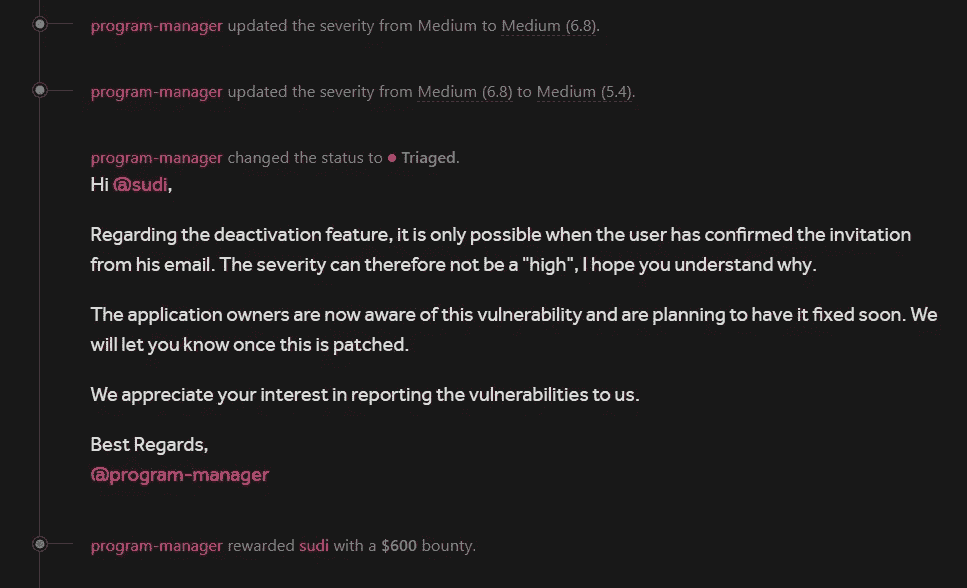 program-manager updated the severity from Medium to Medium (6.8).
program-manager updated the severity from Medium (6.8) to Medium (5.4).
program-manager changed the status to Triaged.
Hi @sudi,
Regarding the deactivation feature, it is only possible when the user has confirmed the invitation
from his email. The severity can therefore not be a "high", I hope you understand why.
The application owners are now aware of this vulnerability and are planning to have it fixed soon. We
will let you know once this is patched.
We appreciate your interest in reporting the vulnerabilities to us.
Best Regards,
@program-manager
program-manager rewarded sudi with a $600 bounty.